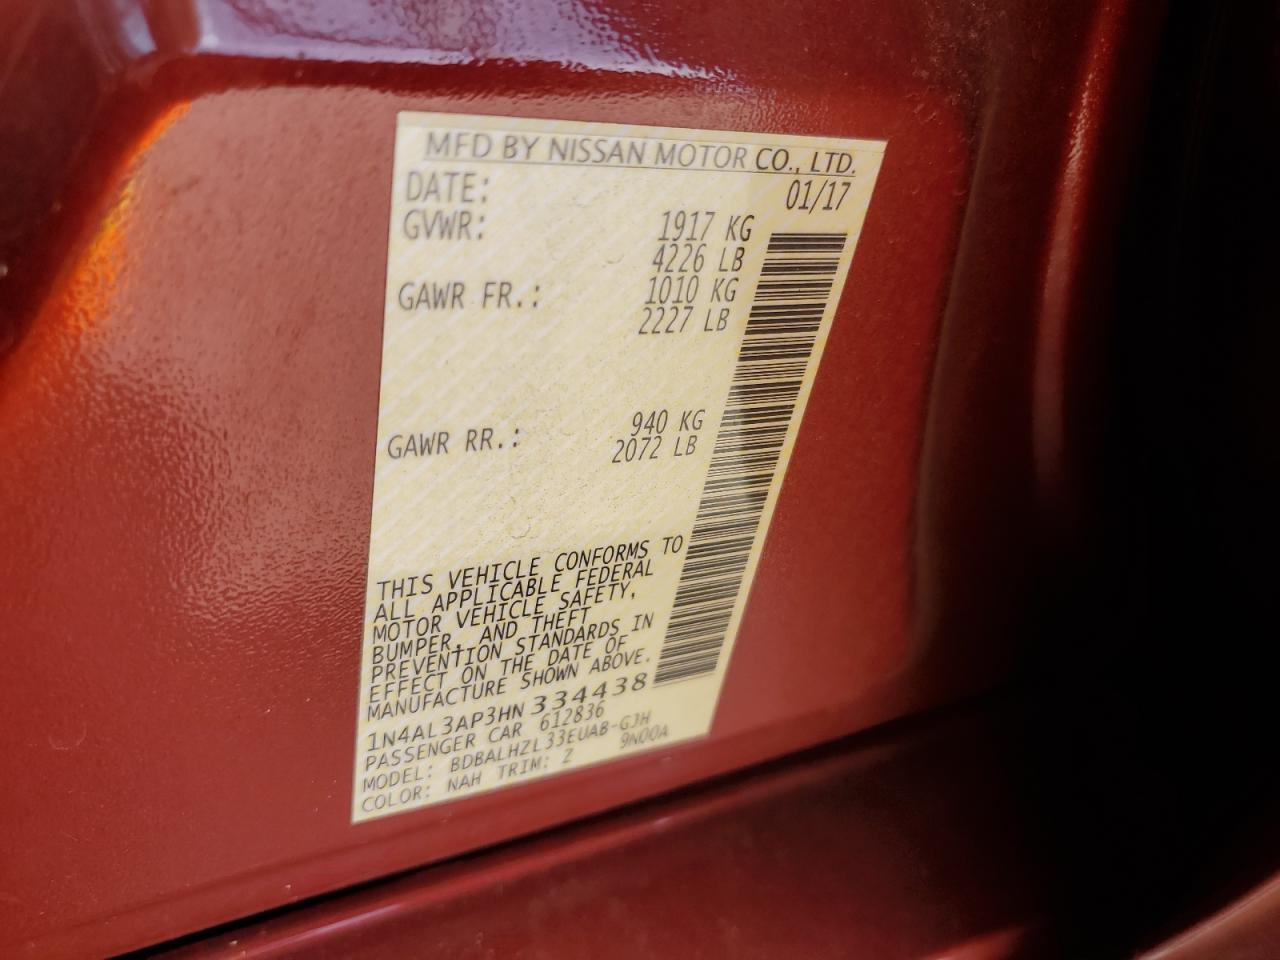 MFD BY NISSAN MOTOR CO., LTD.
DATE: 01/17
GVWR: 1917 KG
4226 LB
GAWR FR.: 1010 KG
2227 LB
GAWR RR.: 940 KG
2072 LB
THIS VEHICLE CONFORMS TO
ALL APPLICABLE FEDERAL
MOTOR VEHICLE SAFETY,
BUMPER, AND THEFT
PREVENTION STANDARDS IN
EFFECT ON THE DATE OF
MANUFACTURE SHOWN ABOVE.
1N4AL3AP3HN334438
PASSENGER CAR 612836
MODEL: BDBALHZL33EUAB-GJH
COLOR: NAH TRIM: Z 9N00A